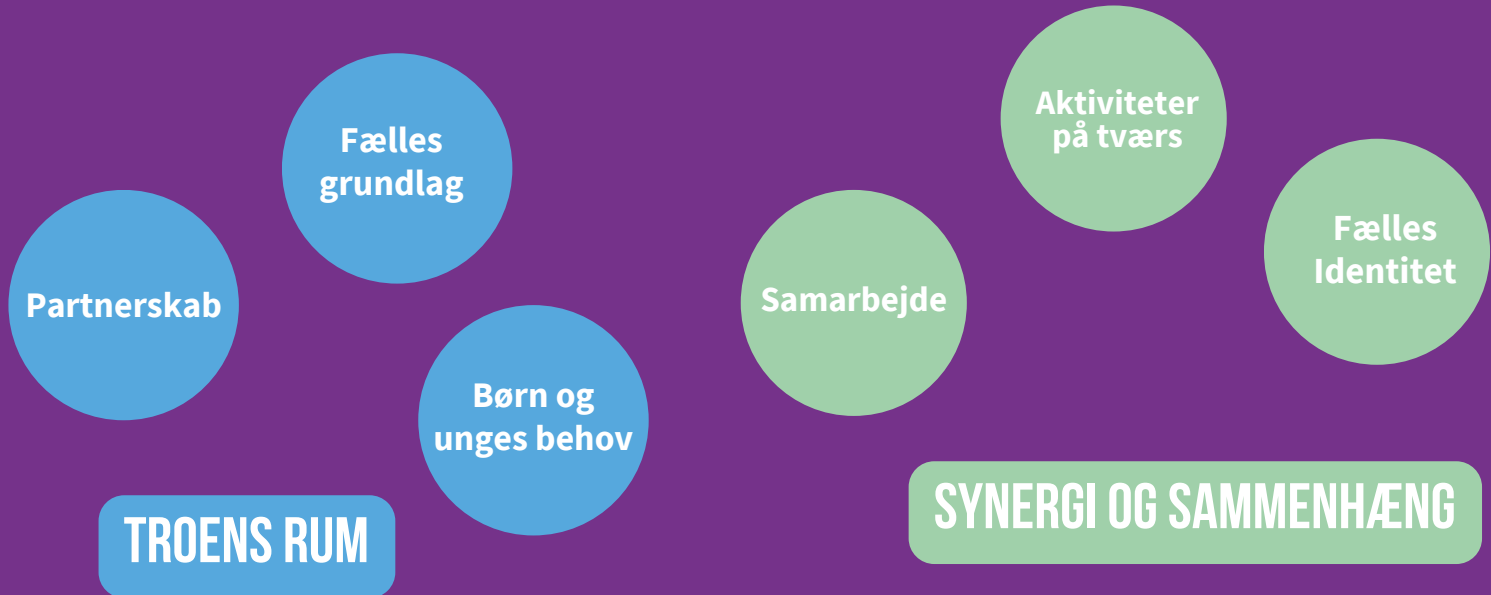 Partnerskab
Fælles
grundlag
Børn og
unges behov
TROENS RUM
Samarbejde
Aktiviteter
på tværs
Fælles
Identitet
SYNERGI OG SAMMENHÆNG